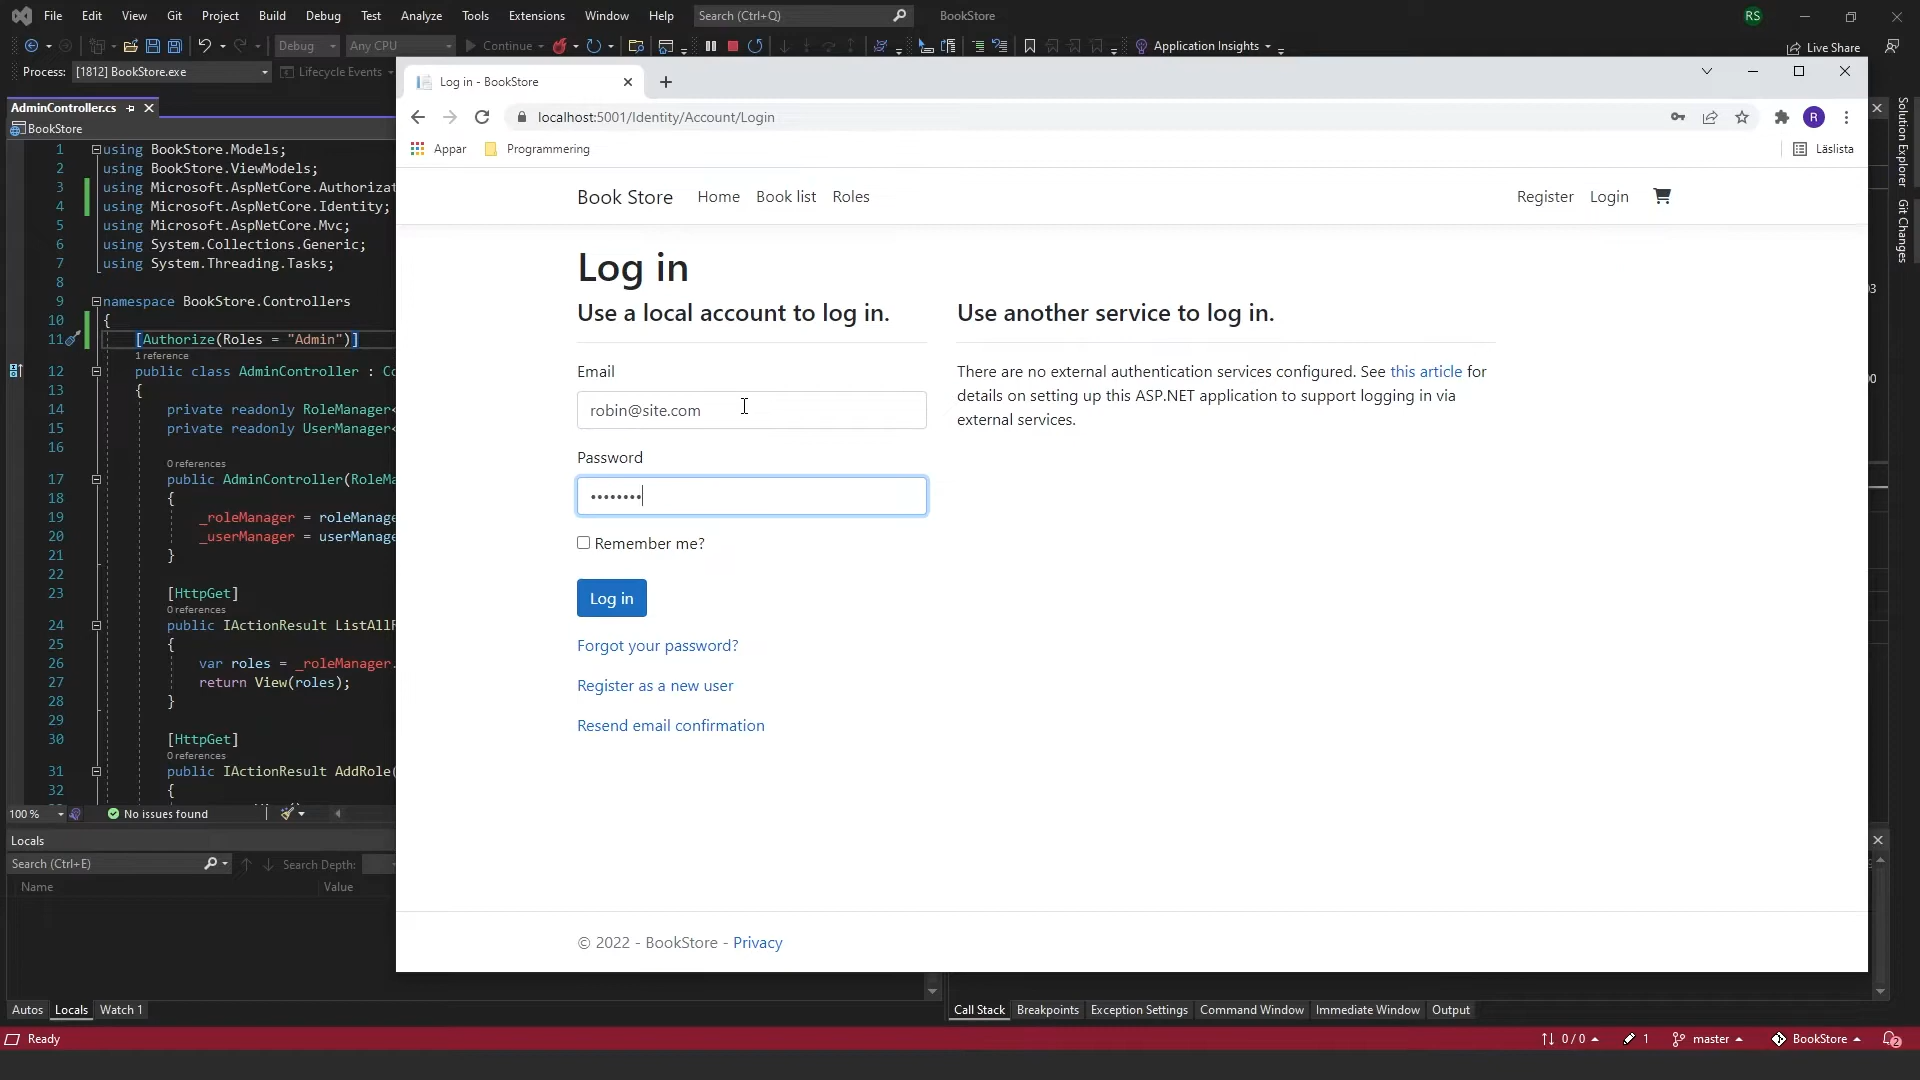 File Edit View Git Project Build Debug Test Analyze Tools Extensions Window Help Search (Ctrl+Q) BookStore RS
Debug Any CPU Continue Application Insights Live Share
Process: [1812] BookStore.exe Lifecycle Events
AdminController.cs
BookStore
1 using BookStore.Models;
2 using BookStore.ViewModels;
3 using Microsoft.AspNetCore.Authorizat
4 using Microsoft.AspNetCore.Identity;
5 using Microsoft.AspNetCore.Mvc;
6 using System.Collections.Generic;
7 using System.Threading.Tasks;
8
9 namespace BookStore.Controllers
10 {
11 [Authorize(Roles = "Admin")]
1 reference
12 public class AdminController : Co
13 {
14 private readonly RoleManager<
15 private readonly UserManager<
16
0 references
17 public AdminController(RoleMa
18 {
19 _roleManager = roleManage
20 _userManager = userManage
21 }
22
23 [HttpGet]
0 references
24 public IActionResult ListAllR
25 {
26 var roles = _roleManager.
27 return View(roles);
28 }
29
30 [HttpGet]
0 references
31 public IActionResult AddRole(
32 {
100 % No issues found
Locals
Search (Ctrl+E) Search Depth:
Name Value
Autos Locals Watch 1
Log in - BookStore
localhost:5001/Identity/Account/Login R
Appar Programmering Läslista
Book Store Home Book list Roles Register Login
Log in
Use a local account to log in.
Email
robin@site.com
Password
••••••••
Remember me?
Log in
Forgot your password?
Register as a new user
Resend email confirmation
Use another service to log in.
There are no external authentication services configured. See this article for
details on setting up this ASP.NET application to support logging in via
external services.
© 2022 - BookStore - Privacy
Solution Explorer
Git Changes
Call Stack Breakpoints Exception Settings Command Window Immediate Window Output
Ready 0 / 0 1 master BookStore 2